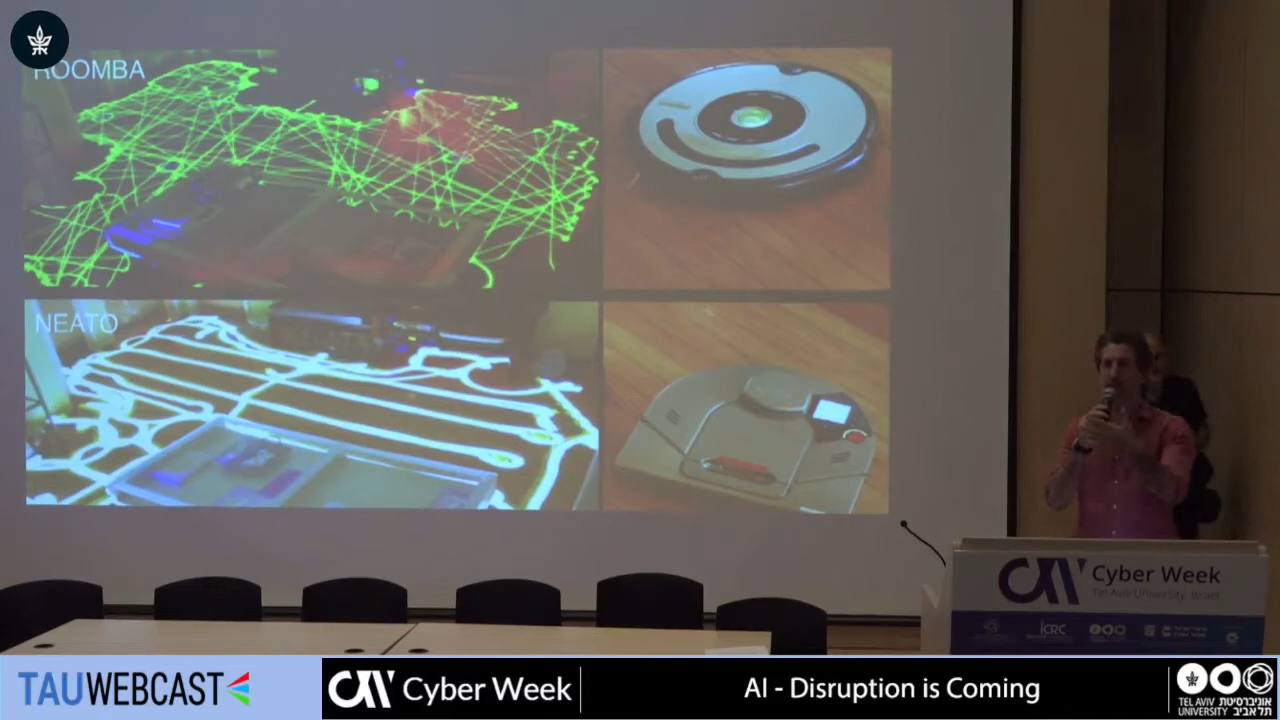 ROOMBA
NEATO
Cyber Week
Tel Aviv University, Israel
ICRC
TAUWEBCAST
Cyber Week
AI - Disruption is Coming
TEL AVIV אוניברסיטת
UNIVERSITY תל אביב